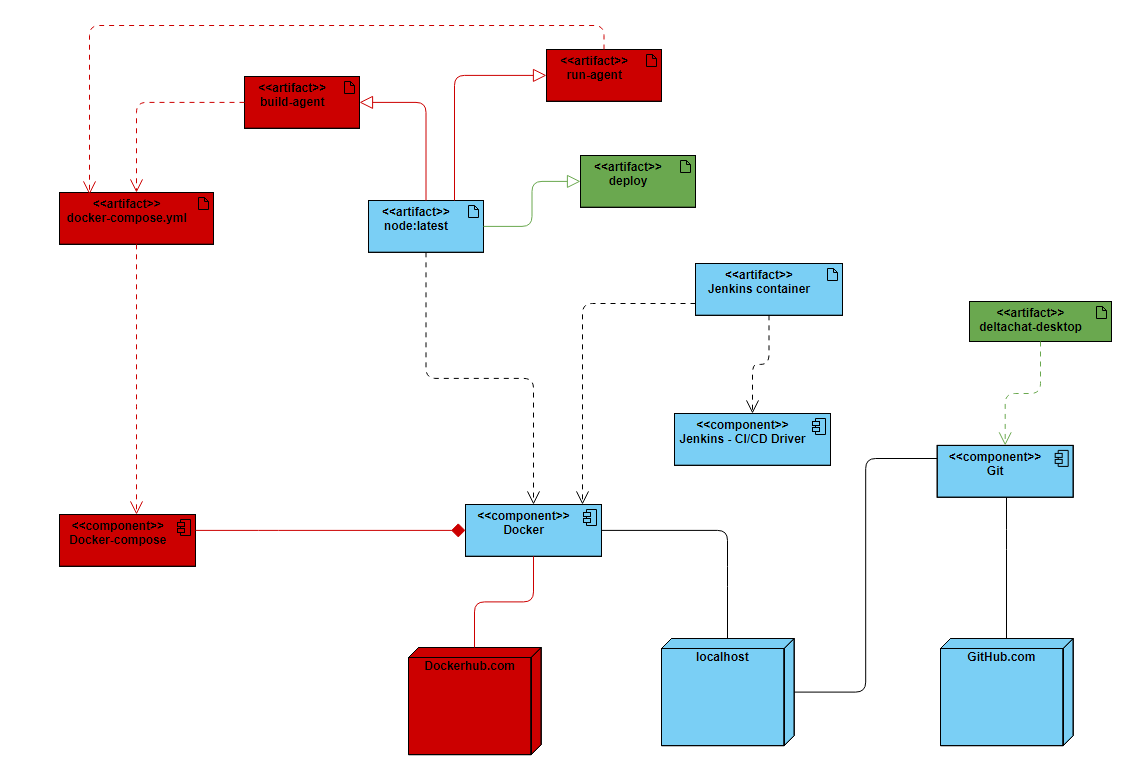 <<artifact>>
run-agent
<<artifact>>
build-agent
<<artifact>>
deploy
<<artifact>>
docker-compose.yml
<<artifact>>
node:latest
<<artifact>>
Jenkins container
<<artifact>>
deltachat-desktop
<<component>>
Jenkins - CI/CD Driver
<<component>>
Git
<<component>>
Docker-compose
<<component>>
Docker
Dockerhub.com
localhost
GitHub.com